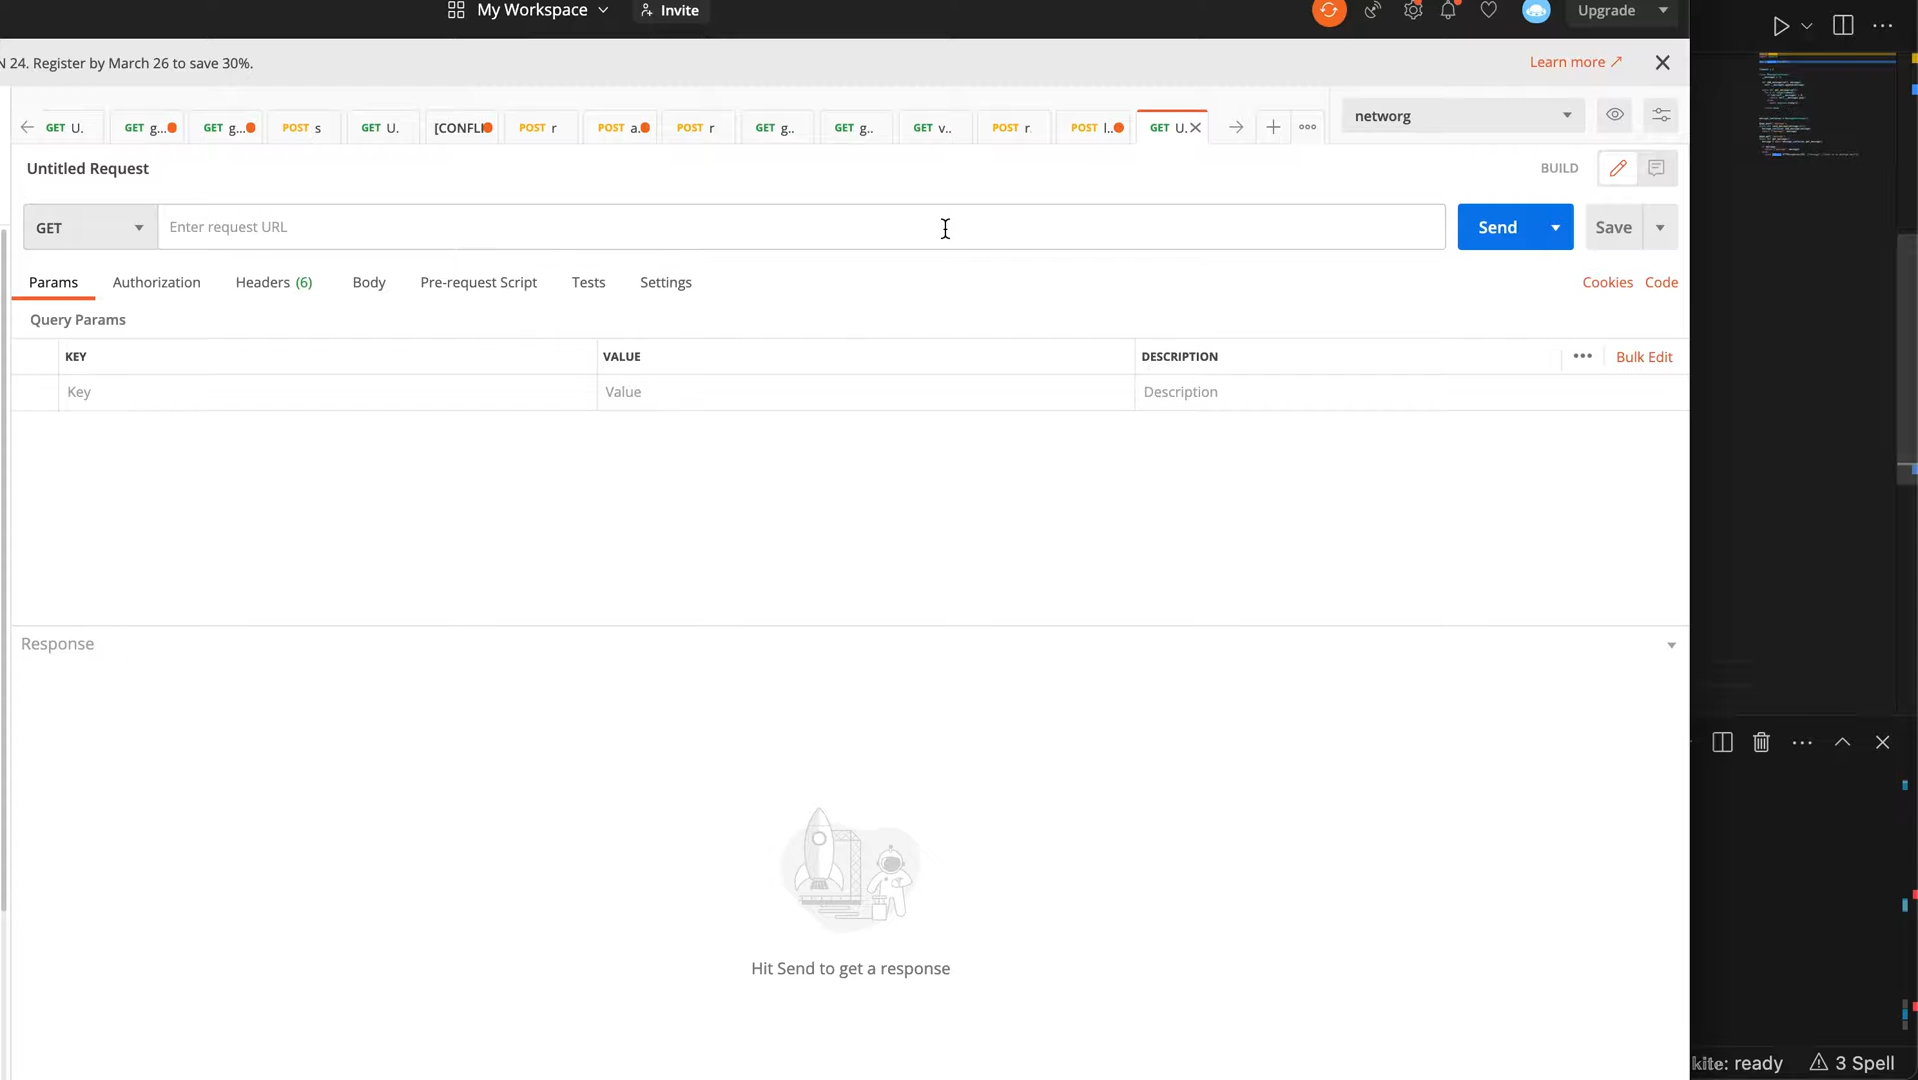 My Workspace Invite Upgrade
N 24. Register by March 26 to save 30%. Learn more ↗
GET U. GET g... GET g... POST s GET U. [CONFLI POST r POST a. POST r GET g.. GET g.. GET v.. POST r. POST l.. GET U. networg
Untitled Request BUILD
GET Enter request URL Send Save
Params Authorization Headers (6) Body Pre-request Script Tests Settings Cookies Code
Query Params
KEY VALUE DESCRIPTION Bulk Edit
Key Value Description
Response
Hit Send to get a response
kite: ready 3 Spell